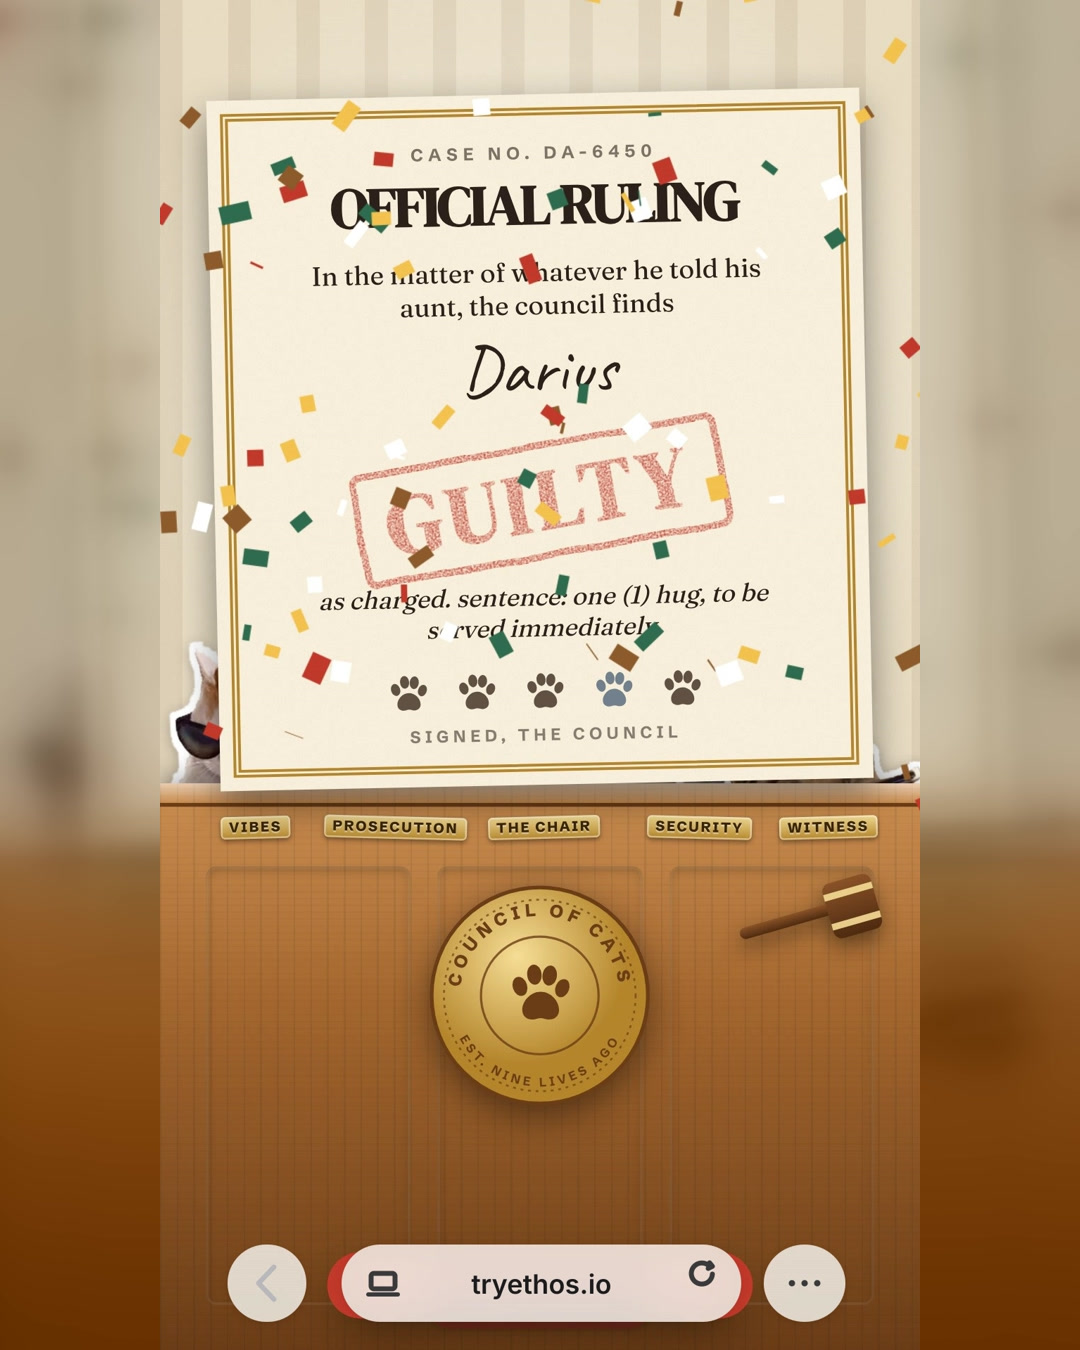 CASE NO. DA-6450
OFFICIAL RULING
In the matter of whatever he told his
aunt, the council finds
Darius
GUILTY
as charged. sentence: one (1) hug, to be
served immediately.
SIGNED, THE COUNCIL
VIBES
PROSECUTION
THE CHAIR
SECURITY
WITNESS
COUNCIL OF CATS
EST. NINE LIVES AGO
tryethos.io